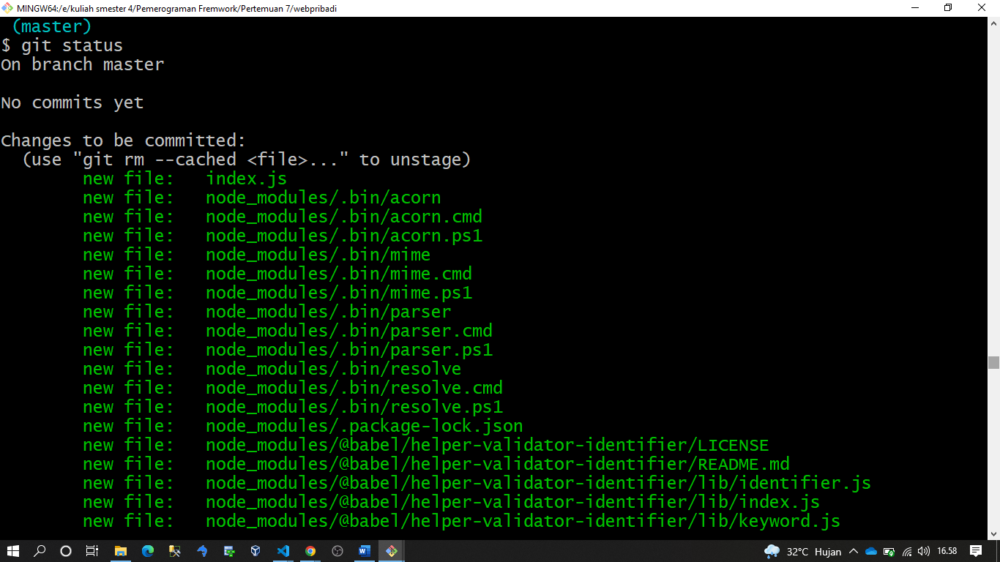 MINGW64:/e/kuliah smester 4/Pemerograman Fremwork/Pertemuan 7/webpribadi
(master)
$ git status
On branch master
No commits yet
Changes to be committed:
(use "git rm --cached <file>..." to unstage)
new file:   index.js
new file:   node_modules/.bin/acorn
new file:   node_modules/.bin/acorn.cmd
new file:   node_modules/.bin/acorn.ps1
new file:   node_modules/.bin/mime
new file:   node_modules/.bin/mime.cmd
new file:   node_modules/.bin/mime.ps1
new file:   node_modules/.bin/parser
new file:   node_modules/.bin/parser.cmd
new file:   node_modules/.bin/parser.ps1
new file:   node_modules/.bin/resolve
new file:   node_modules/.bin/resolve.cmd
new file:   node_modules/.bin/resolve.ps1
new file:   node_modules/.package-lock.json
new file:   node_modules/@babel/helper-validator-identifier/LICENSE
new file:   node_modules/@babel/helper-validator-identifier/README.md
new file:   node_modules/@babel/helper-validator-identifier/lib/identifier.js
new file:   node_modules/@babel/helper-validator-identifier/lib/index.js
new file:   node_modules/@babel/helper-validator-identifier/lib/keyword.js
32°C Hujan 16.58